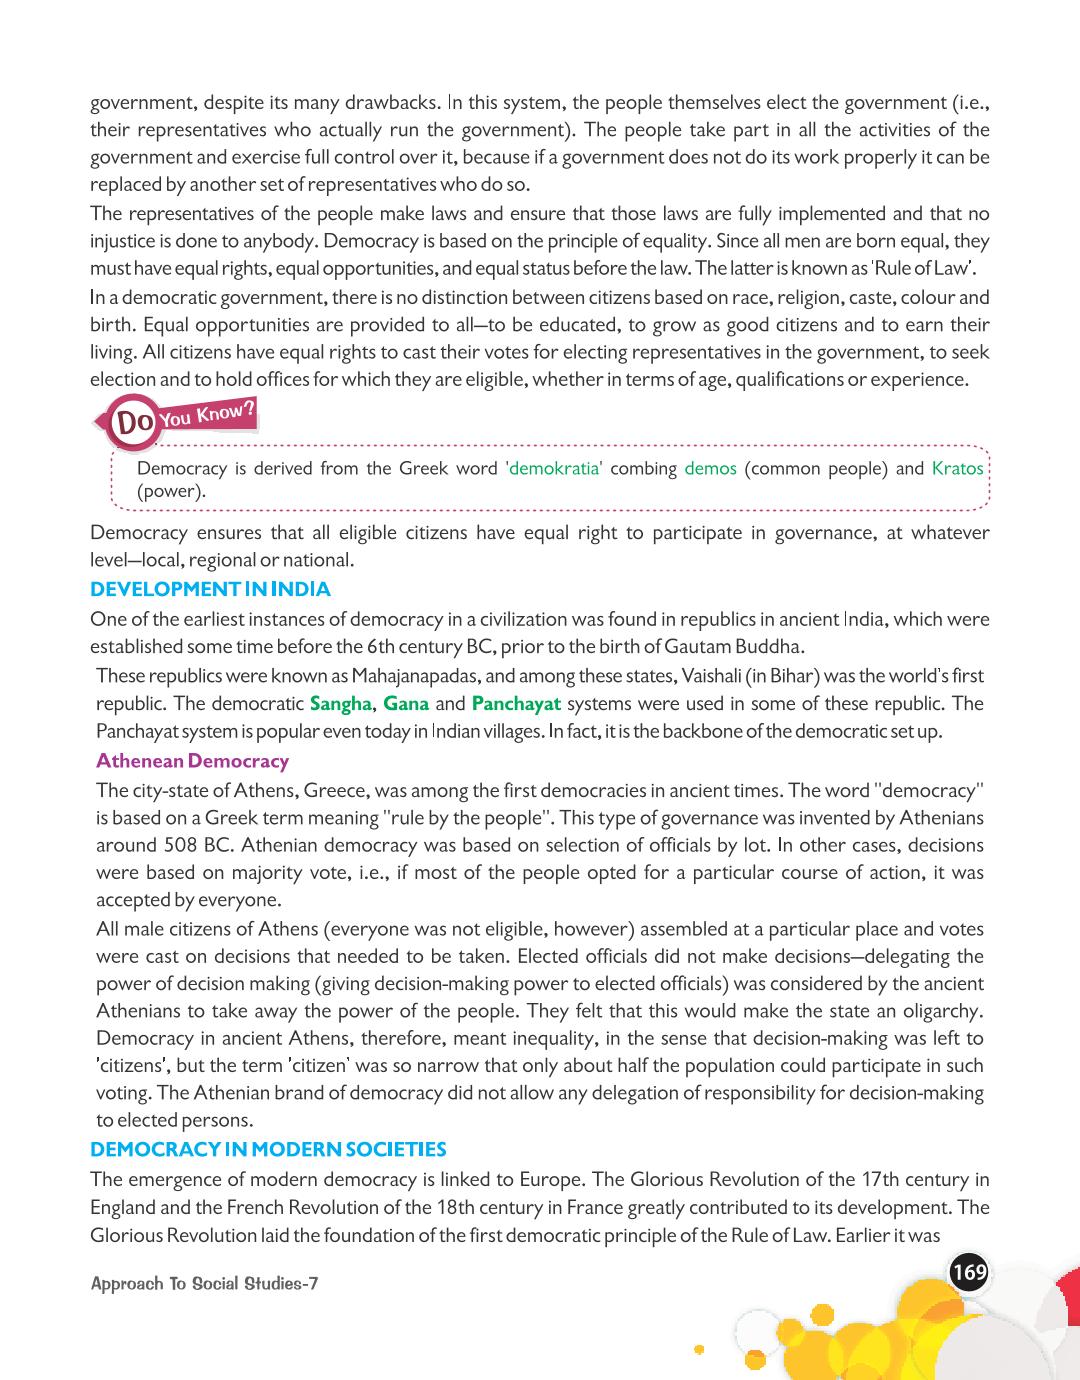 government, despite its many drawbacks. In this system, the people themselves elect the government (i.e.,
their representatives who actually run the government). The people take part in all the activities of the
government and exercise full control over it, because if a government does not do its work properly it can be
replaced by another set of representatives who do so.
The representatives of the people make laws and ensure that those laws are fully implemented and that no
injustice is done to anybody. Democracy is based on the principle of equality. Since all men are born equal, they
must have equal rights, equal opportunities, and equal status before the law. The latter is known as 'Rule of Law'.
In a democratic government, there is no distinction between citizens based on race, religion, caste, colour and
birth. Equal opportunities are provided to all—to be educated, to grow as good citizens and to earn their
living. All citizens have equal rights to cast their votes for electing representatives in the government, to seek
election and to hold offices for which they are eligible, whether in terms of age, qualifications or experience.
Do You Know?
Democracy is derived from the Greek word 'demokratia' combing demos (common people) and Kratos
(power).
Democracy ensures that all eligible citizens have equal right to participate in governance, at whatever
level—local, regional or national.
DEVELOPMENT IN INDIA
One of the earliest instances of democracy in a civilization was found in republics in ancient India, which were
established some time before the 6th century BC, prior to the birth of Gautam Buddha.
These republics were known as Mahajanapadas, and among these states, Vaishali (in Bihar) was the world's first
republic. The democratic Sangha, Gana and Panchayat systems were used in some of these republic. The
Panchayat system is popular even today in Indian villages. In fact, it is the backbone of the democratic set up.
Athenean Democracy
The city-state of Athens, Greece, was among the first democracies in ancient times. The word "democracy"
is based on a Greek term meaning "rule by the people". This type of governance was invented by Athenians
around 508 BC. Athenian democracy was based on selection of officials by lot. In other cases, decisions
were based on majority vote, i.e., if most of the people opted for a particular course of action, it was
accepted by everyone.
All male citizens of Athens (everyone was not eligible, however) assembled at a particular place and votes
were cast on decisions that needed to be taken. Elected officials did not make decisions—delegating the
power of decision making (giving decision-making power to elected officials) was considered by the ancient
Athenians to take away the power of the people. They felt that this would make the state an oligarchy.
Democracy in ancient Athens, therefore, meant inequality, in the sense that decision-making was left to
'citizens', but the term 'citizen' was so narrow that only about half the population could participate in such
voting. The Athenian brand of democracy did not allow any delegation of responsibility for decision-making
to elected persons.
DEMOCRACY IN MODERN SOCIETIES
The emergence of modern democracy is linked to Europe. The Glorious Revolution of the 17th century in
England and the French Revolution of the 18th century in France greatly contributed to its development. The
Glorious Revolution laid the foundation of the first democratic principle of the Rule of Law. Earlier it was
Approach To Social Studies-7
169